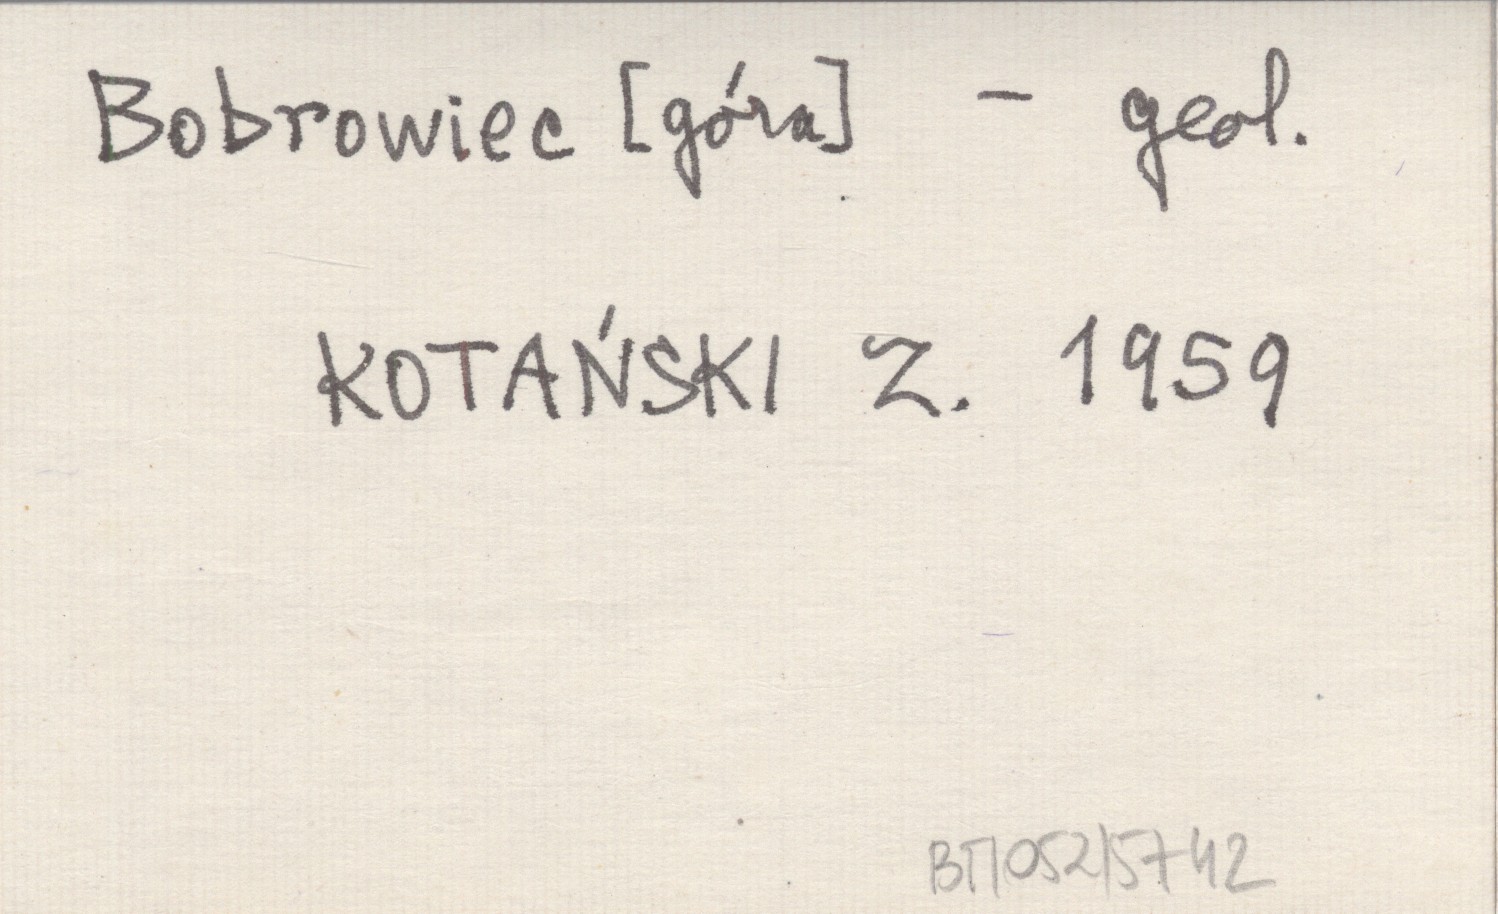 Bobrowiec [góra] – geol.
KOTAŃSKI Z. 1959
BT/052/5742